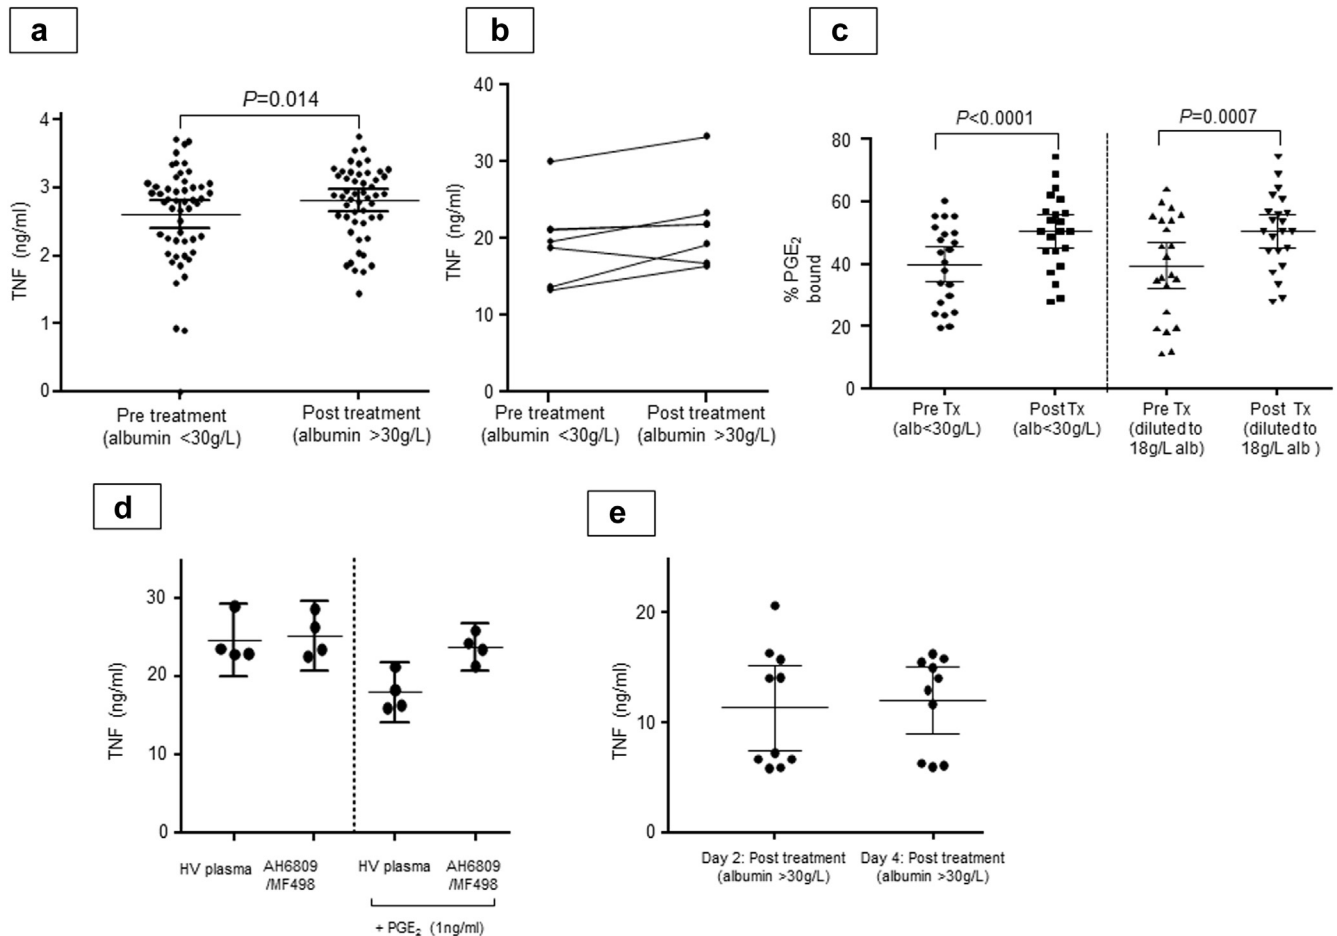 a
P=0.014
TNF (ng/ml)
4
3
2
1
0
Pre treatment
(albumin <30g/L)
Post treatment
(albumin >30g/L)
b
TNF (ng/ml)
40
30
20
10
0
Pre treatment
(albumin <30g/L)
Post treatment
(albumin >30g/L)
c
P<0.0001
P=0.0007
% PGE₂
bound
80
60
40
20
0
Pre Tx
(alb<30g/L)
Post Tx
(alb<30g/L)
Pre Tx
(diluted to
18g/L alb)
Post Tx
(diluted to
18g/L alb )
d
TNF (ng/ml)
30
20
10
0
HV plasma
AH6809
/MF498
HV plasma
AH6809
/MF498
+ PGE₂ (1ng/ml)
e
TNF (ng/ml)
20
10
0
Day 2: Post treatment
(albumin >30g/L)
Day 4: Post treatment
(albumin >30g/L)